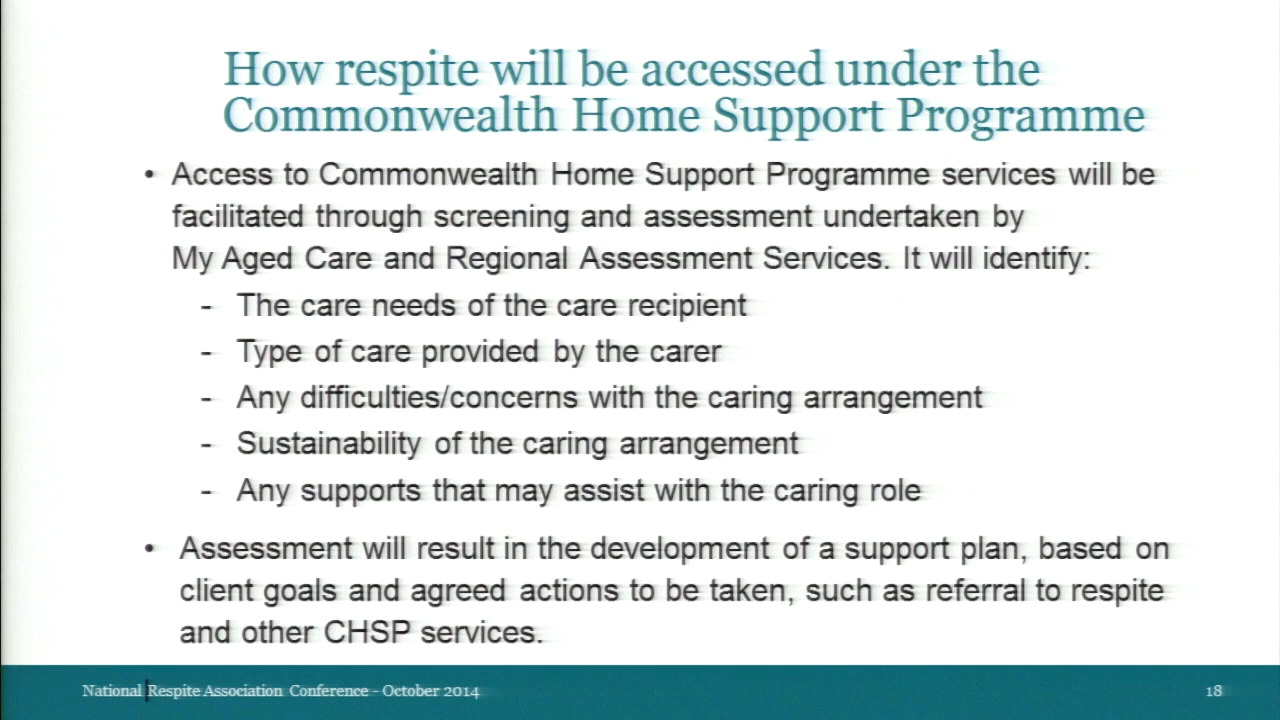 How respite will be accessed under the
Commonwealth Home Support Programme
• Access to Commonwealth Home Support Programme services will be
facilitated through screening and assessment undertaken by
My Aged Care and Regional Assessment Services. It will identify:
- The care needs of the care recipient
- Type of care provided by the carer
- Any difficulties/concerns with the caring arrangement
- Sustainability of the caring arrangement
- Any supports that may assist with the caring role
• Assessment will result in the development of a support plan, based on
client goals and agreed actions to be taken, such as referral to respite
and other CHSP services.
National Respite Association Conference - October 2014
18